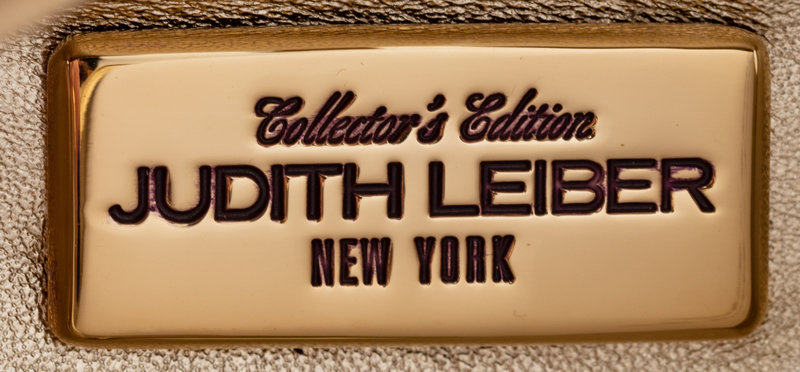 Collector's Edition
JUDITH LEIBER
NEW YORK